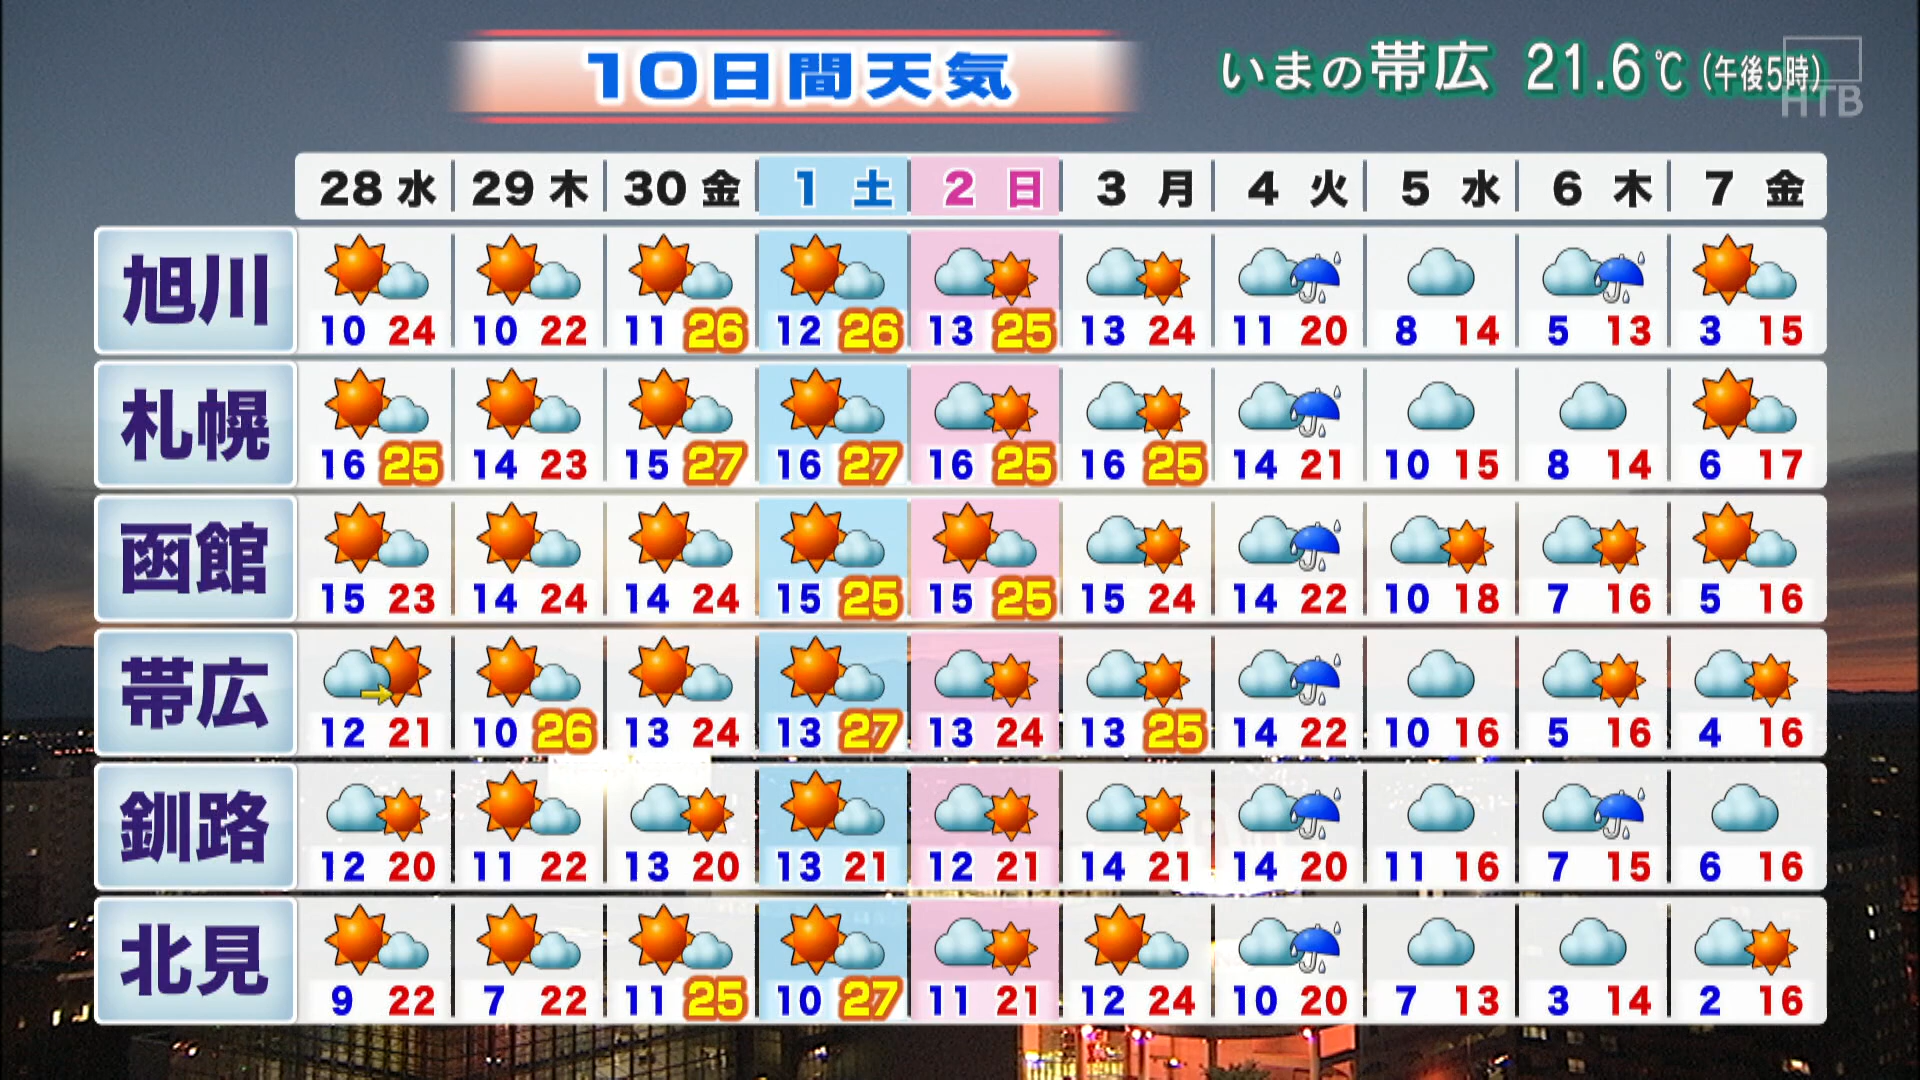 10日間天気
いまの帯広 21.6℃(午後5時)
HTB
28 水 29 木 30 金 1 土 2 日 3 月 4 火 5 水 6 木 7 金
旭川 10 24 10 22 11 26 12 26 13 25 13 24 11 20 8 14 5 13 3 15
札幌 16 25 14 23 15 27 16 27 16 25 16 25 14 21 10 15 8 14 6 17
函館 15 23 14 24 14 24 15 25 15 25 15 24 14 22 10 18 7 16 5 16
帯広 12 21 10 26 13 24 13 27 13 24 13 25 14 22 10 16 5 16 4 16
釧路 12 20 11 22 13 20 13 21 12 21 14 21 14 20 11 16 7 15 6 16
北見 9 22 7 22 11 25 10 27 11 21 12 24 10 20 7 13 3 14 2 16